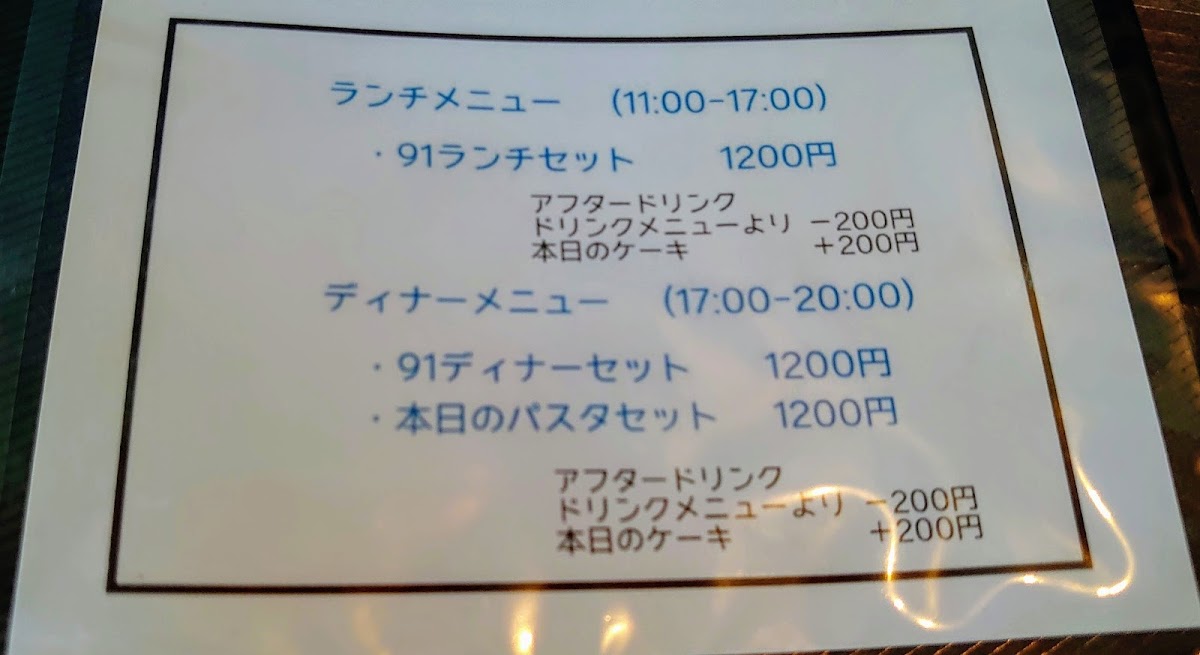 ランチメニュー (11:00-17:00)
・91ランチセット 1200円
アフタードリンク
ドリンクメニューより -200円
本日のケーキ +200円
ディナーメニュー (17:00-20:00)
・91ディナーセット 1200円
・本日のパスタセット 1200円
アフタードリンク
ドリンクメニューより -200円
本日のケーキ +200円